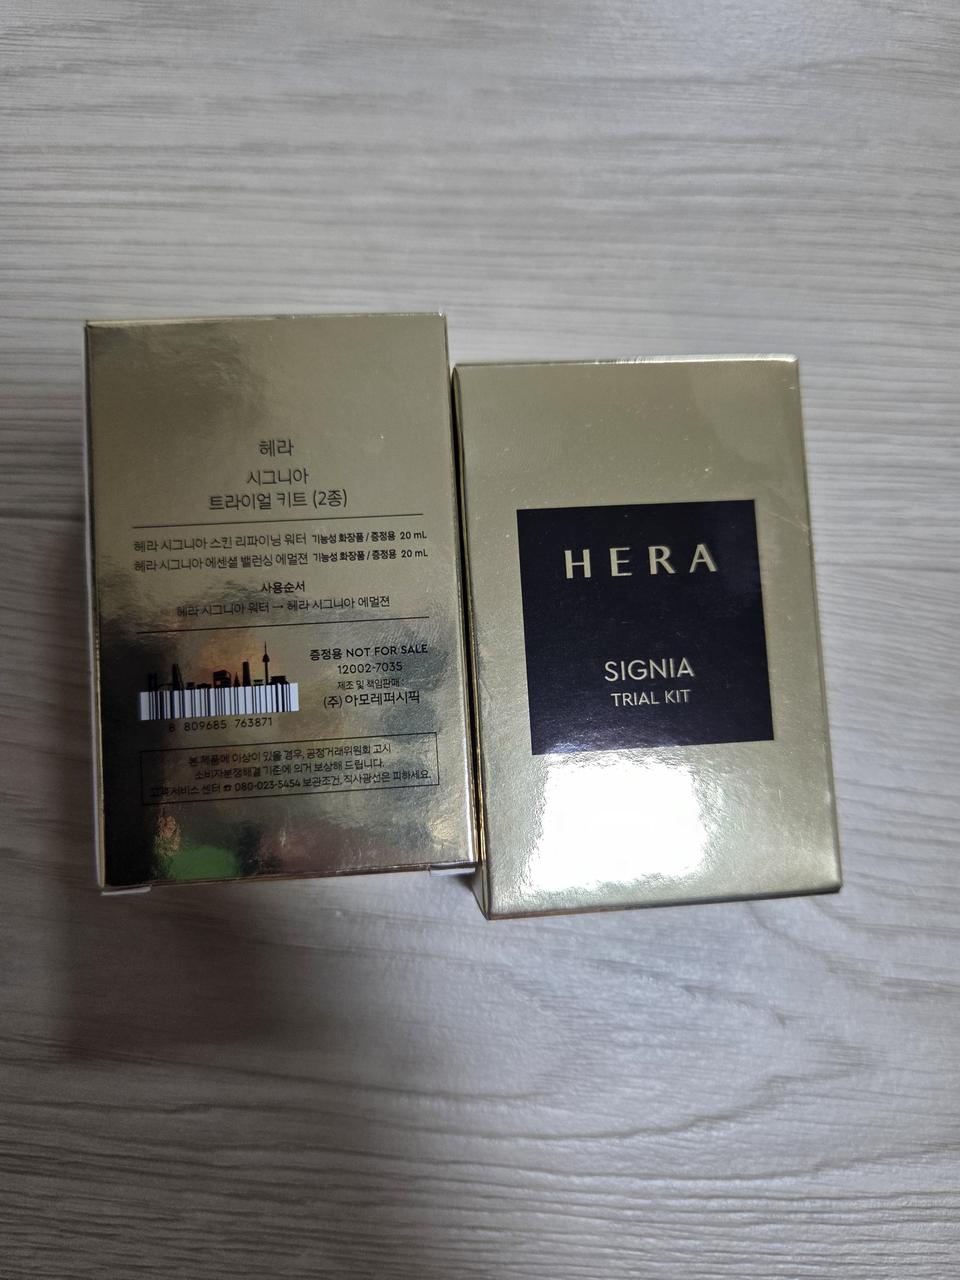 헤라
시그니아
트라이얼 키트 (2종)
헤라 시그니아 스킨 리파이닝 워터 기능성 화장품 / 증정용 20 mL
헤라 시그니아 에센셜 밸런싱 에멀젼 기능성 화장품 / 증정용 20 mL
사용순서
헤라 시그니아 워터 → 헤라 시그니아 에멀젼
증정용 NOT FOR SALE
12002-7035
제조 및 책임판매 :
(주) 아모레퍼시픽
8 809685 763871
본 제품에 이상이 있을 경우, 공정거래위원회 고시
소비자분쟁해결 기준에 의거 보상해 드립니다.
고객서비스 센터 ☎ 080-023-5454 보관조건, 직사광선은 피하세요.
HERA
SIGNIA
TRIAL KIT